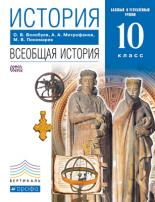 ИСТОРИЯ
О. В. Волобуев, А. А. Митрофанов,
М. В. Пономарев
ВСЕОБЩАЯ ИСТОРИЯ
БАЗОВЫЙ И УГЛУБЛЕННЫЙ
УРОВНИ
10
КЛАСС
ВЕРТИКАЛЬ
дрофа